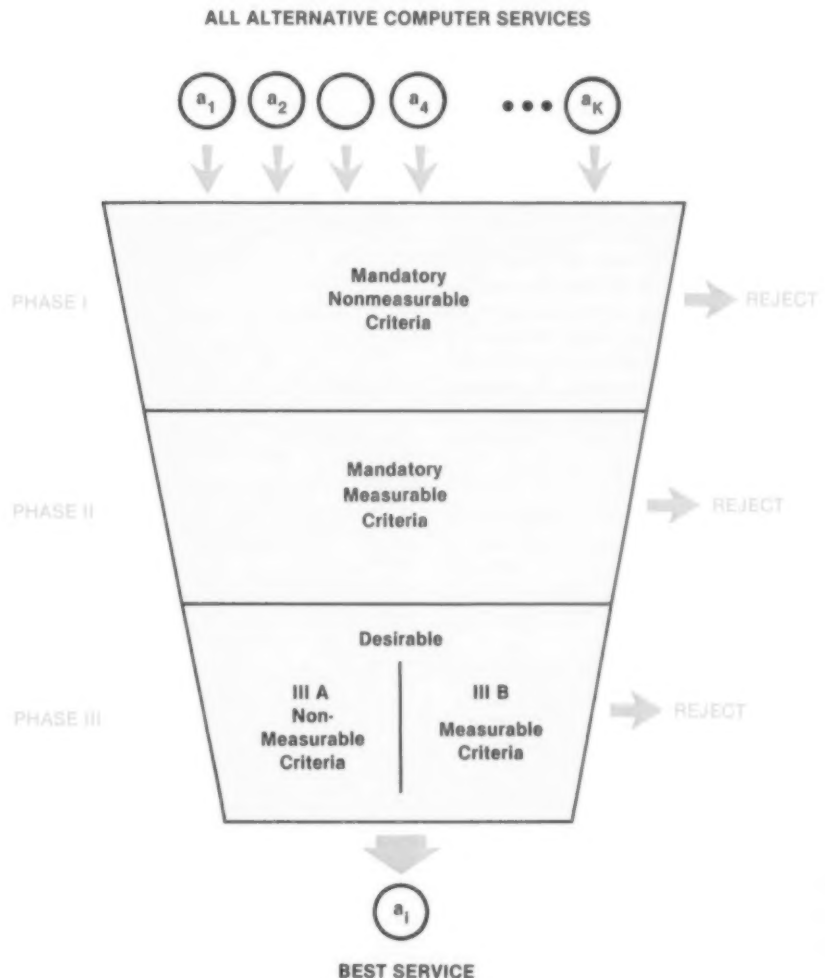 ALL ALTERNATIVE COMPUTER SERVICES
a1 a2 a4 ••• aK
PHASE I
Mandatory
Nonmeasurable
Criteria
REJECT
PHASE II
Mandatory
Measurable
Criteria
REJECT
PHASE III
Desirable
III A
Non-
Measurable
Criteria
III B
Measurable
Criteria
REJECT
ai
BEST SERVICE